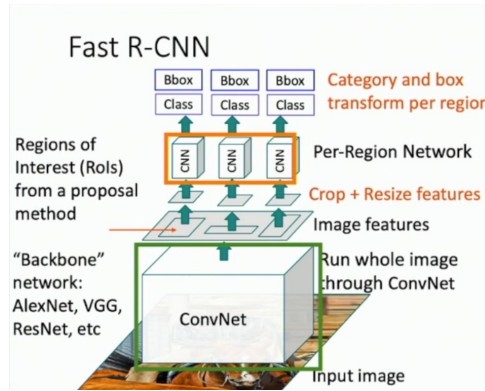 Fast R-CNN
Bbox Bbox Bbox
Class Class Class
Category and box
transform per region
Regions of
Interest (RoIs)
from a proposal
method
CNN CNN CNN
Per-Region Network
Crop + Resize features
Image features
“Backbone”
network:
AlexNet, VGG,
ResNet, etc
Run whole image
through ConvNet
ConvNet
Input image